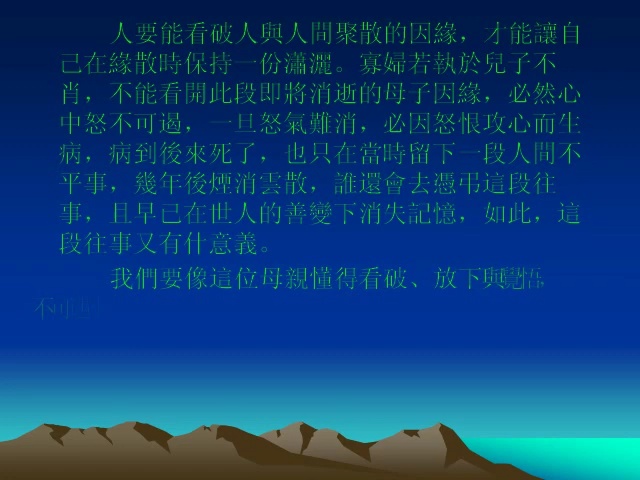 人要能看破人與人間聚散的因緣，才能讓自
己在緣散時保持一份瀟灑。寡婦若執於兒子不
肖，不能看開此段即將消逝的母子因緣，必然心
中怒不可遏，一旦怒氣難消，必因怒恨攻心而生
病，病到後來死了，也只在當時留下一段人間不
平事，幾年後煙消雲散，誰還會去憑弔這段往
事，且早已在世人的善變下消失記憶，如此，這
段往事又有什意義。
我們要像這位母親懂得看破、放下與覺悟，
不可